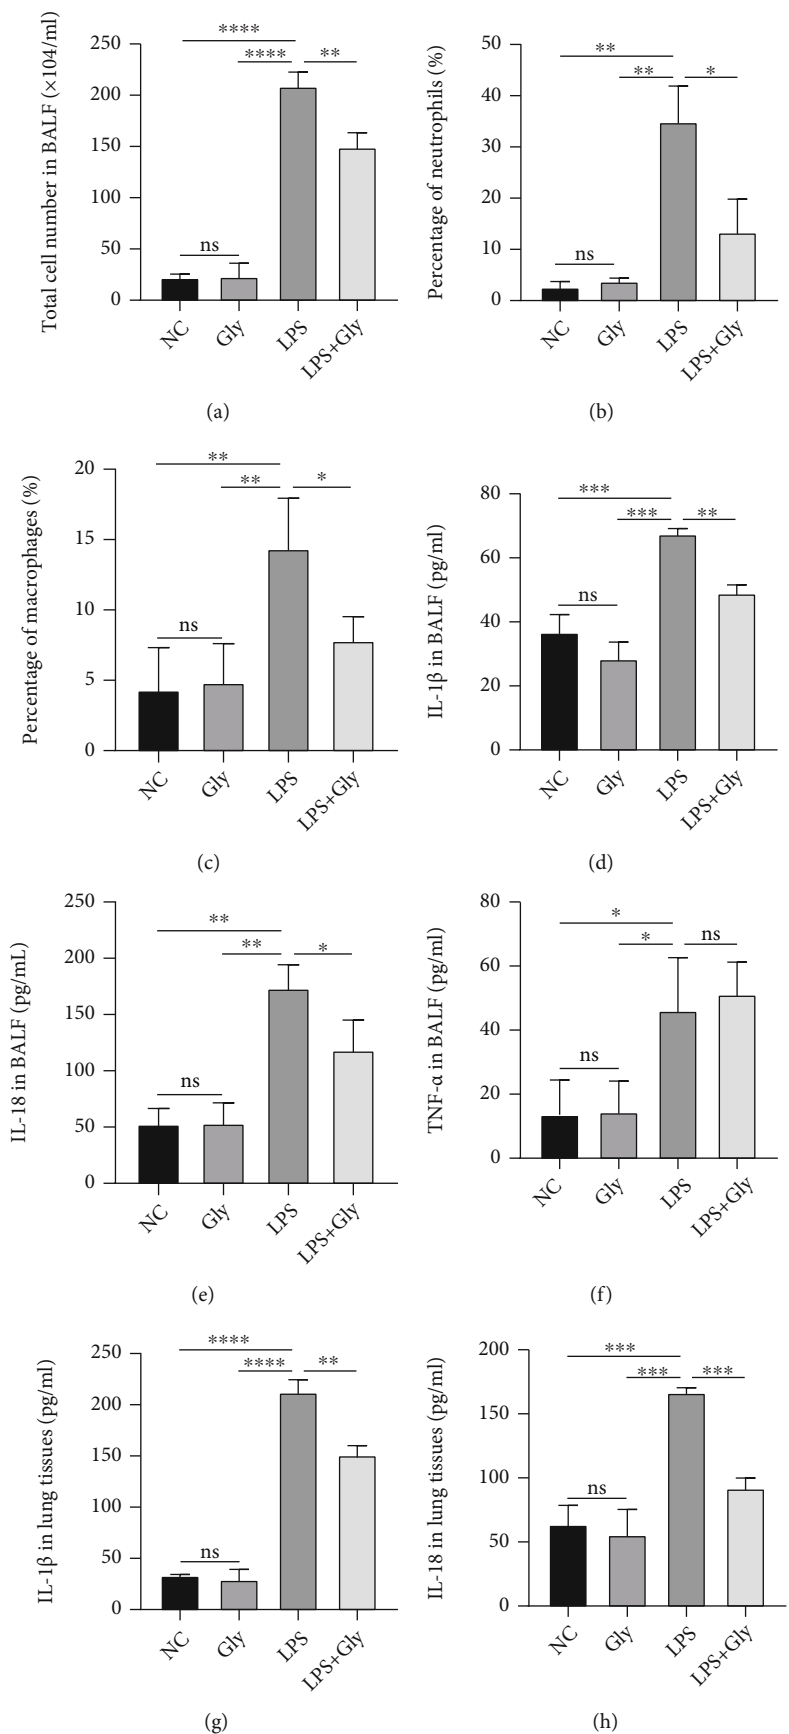 Total cell number in BALF (×104/ml)
250
200
150
100
50
0
****
****
**
ns
NC
Gly
LPS
LPS+Gly
(a)
Percentage of neutrophils (%)
50
40
30
20
10
0
**
**
*
ns
NC
Gly
LPS
LPS+Gly
(b)
Percentage of macrophages (%)
20
15
10
5
0
**
**
*
ns
NC
Gly
LPS
LPS+Gly
(c)
IL-1β in BALF (pg/ml)
80
60
40
20
0
***
***
**
ns
NC
Gly
LPS
LPS+Gly
(d)
IL-18 in BALF (pg/mL)
250
200
150
100
50
0
**
**
*
ns
NC
Gly
LPS
LPS+Gly
(e)
TNF-α in BALF (pg/ml)
80
60
40
20
0
*
*
ns
ns
NC
Gly
LPS
LPS+Gly
(f)
IL-1β in lung tissues (pg/ml)
250
200
150
100
50
0
****
****
**
ns
NC
Gly
LPS
LPS+Gly
(g)
IL-18 in lung tissues (pg/ml)
200
150
100
50
0
***
***
***
ns
NC
Gly
LPS
LPS+Gly
(h)